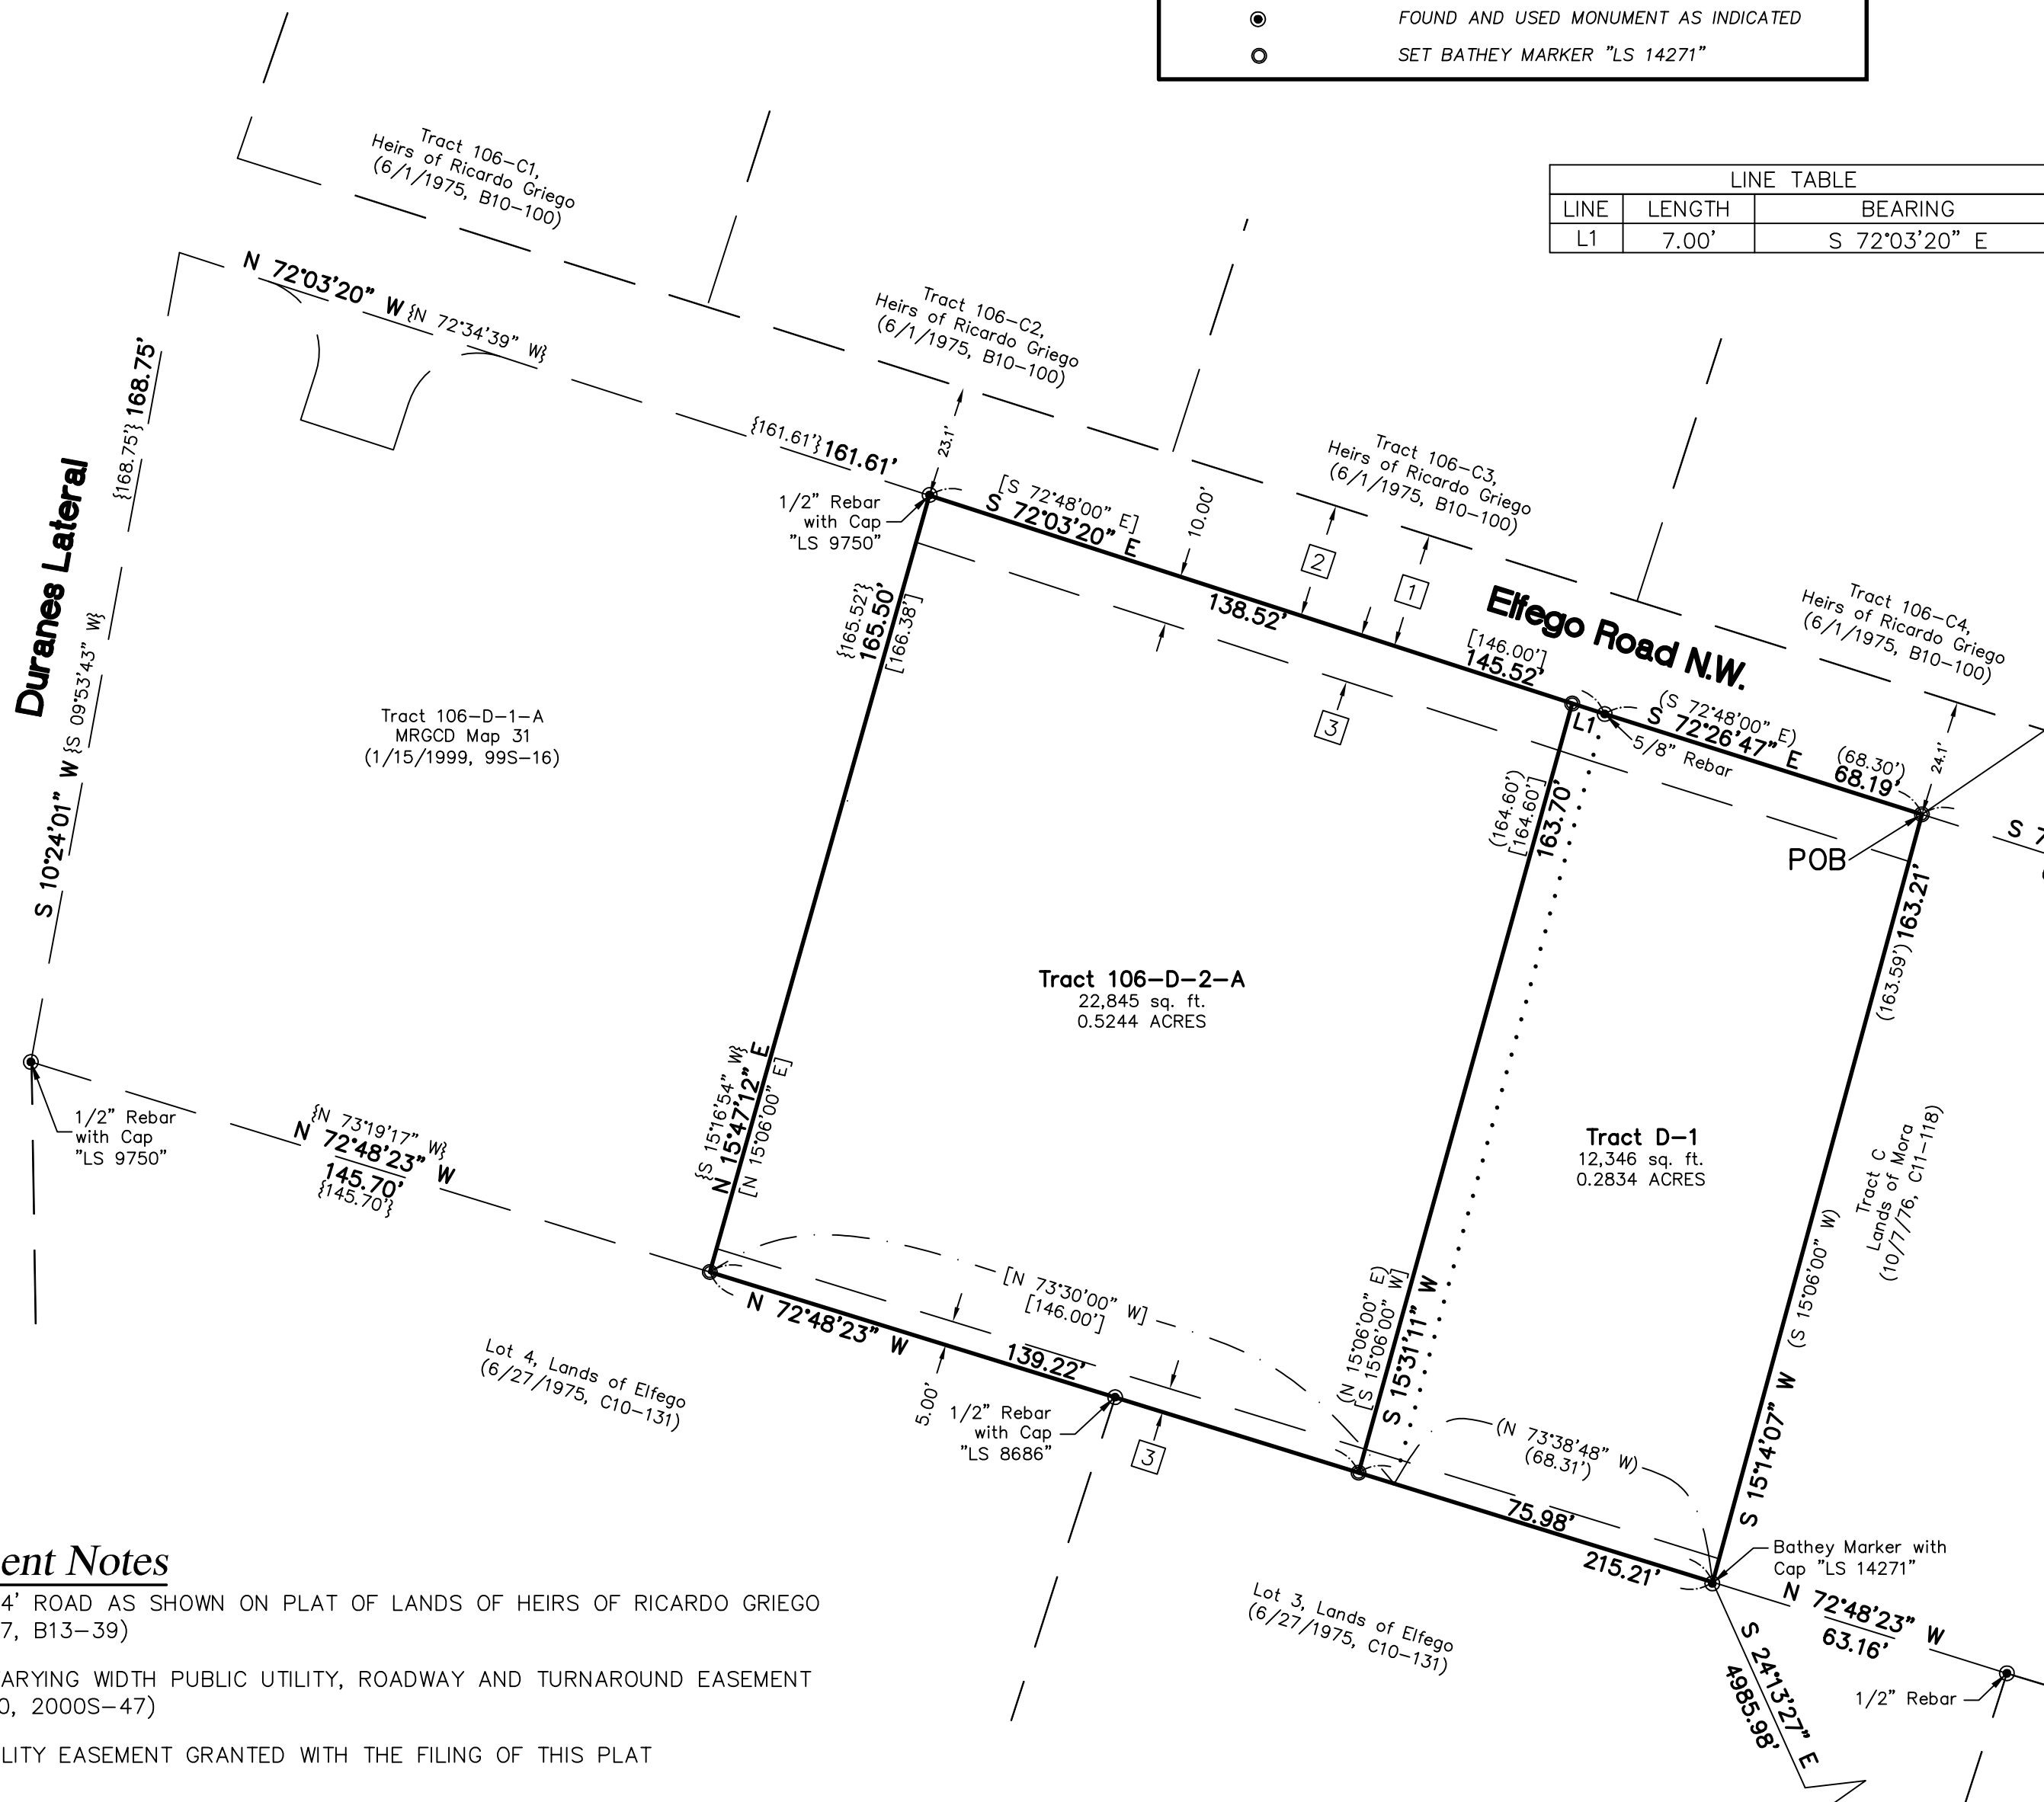 FOUND AND USED MONUMENT AS INDICATED
SET BATHEY MARKER "LS 14271"
LINE TABLE
LINE LENGTH BEARING
L1 7.00' S 72°03'20" E
Tract 106-C1,
Heirs of Ricardo Griego
(6/1/1975, B10-100)
Tract 106-C2,
Heirs of Ricardo Griego
(6/1/1975, B10-100)
Tract 106-C3,
Heirs of Ricardo Griego
(6/1/1975, B10-100)
Tract 106-C4,
Heirs of Ricardo Griego
(6/1/1975, B10-100)
N 72°03'20" W {N 72°34'39" W}
{161.61'} 161.61'
{168.75'} 168.75'
Duranes Lateral
S 10°24'01" W {S 09°53'43" W}
23.1'
1/2" Rebar
with Cap
"LS 9750"
[S 72°48'00" E]
S 72°03'20" E
10.00'
2
1
138.52'
[146.00']
145.52'
Elfego Road N.W.
3
L1
5/8" Rebar
(S 72°48'00" E)
S 72°26'47" E
(68.30')
68.19'
24.1'
POB
S 7
{165.52'}
165.50'
[166.38']
(164.60')
[164.60']
163.70'
(163.59') 163.21'
Tract 106-D-1-A
MRGCD Map 31
(1/15/1999, 99S-16)
Tract 106-D-2-A
22,845 sq. ft.
0.5244 ACRES
Tract D-1
12,346 sq. ft.
0.2834 ACRES
Tract C
Lands of Mora
(10/7/76, C11-118)
{S 15°16'54" W}
N 15°47'12" E
[N 15°06'00" E]
(N 15°06'00" E)
[S 15°06'00" W]
S 15°31'11" W
S 15°14'07" W (S 15°06'00" W)
1/2" Rebar
with Cap
"LS 9750"
{N 73°19'17" W}
N 72°48'23" W
145.70'
{145.70'}
[N 73°30'00" W]
[146.00']
N 72°48'23" W
139.22'
5.00'
1/2" Rebar
with Cap
"LS 8686"
3
(N 73°38'48" W)
(68.31')
75.98'
215.21'
Bathey Marker with
Cap "LS 14271"
N 72°48'23" W
63.16'
1/2" Rebar
S 24°13'27" E
4985.98'
Lot 4, Lands of Elfego
(6/27/1975, C10-131)
Lot 3, Lands of Elfego
(6/27/1975, C10-131)
ent Notes
4' ROAD AS SHOWN ON PLAT OF LANDS OF HEIRS OF RICARDO GRIEGO
7, B13-39)
ARYING WIDTH PUBLIC UTILITY, ROADWAY AND TURNAROUND EASEMENT
0, 2000S-47)
LITY EASEMENT GRANTED WITH THE FILING OF THIS PLAT